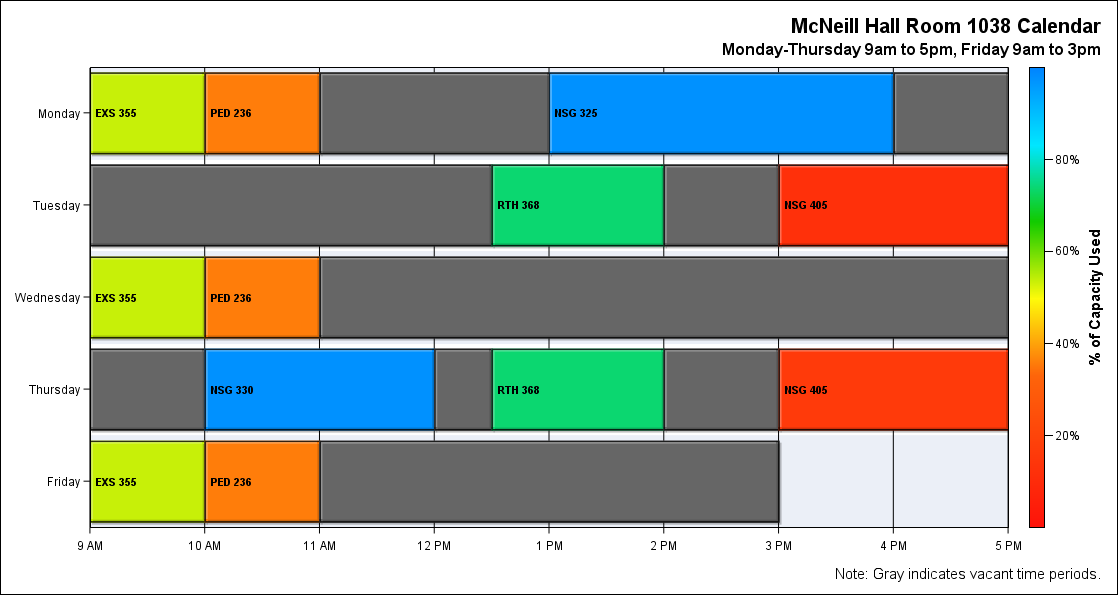 McNeill Hall Room 1038 Calendar
Monday-Thursday 9am to 5pm, Friday 9am to 3pm
Monday
EXS 355
PED 236
NSG 325
Tuesday
RTH 368
NSG 405
Wednesday
EXS 355
PED 236
Thursday
NSG 330
RTH 368
NSG 405
Friday
EXS 355
PED 236
9 AM
10 AM
11 AM
12 PM
1 PM
2 PM
3 PM
4 PM
5 PM
80%
60%
40%
20%
% of Capacity Used
Note: Gray indicates vacant time periods.